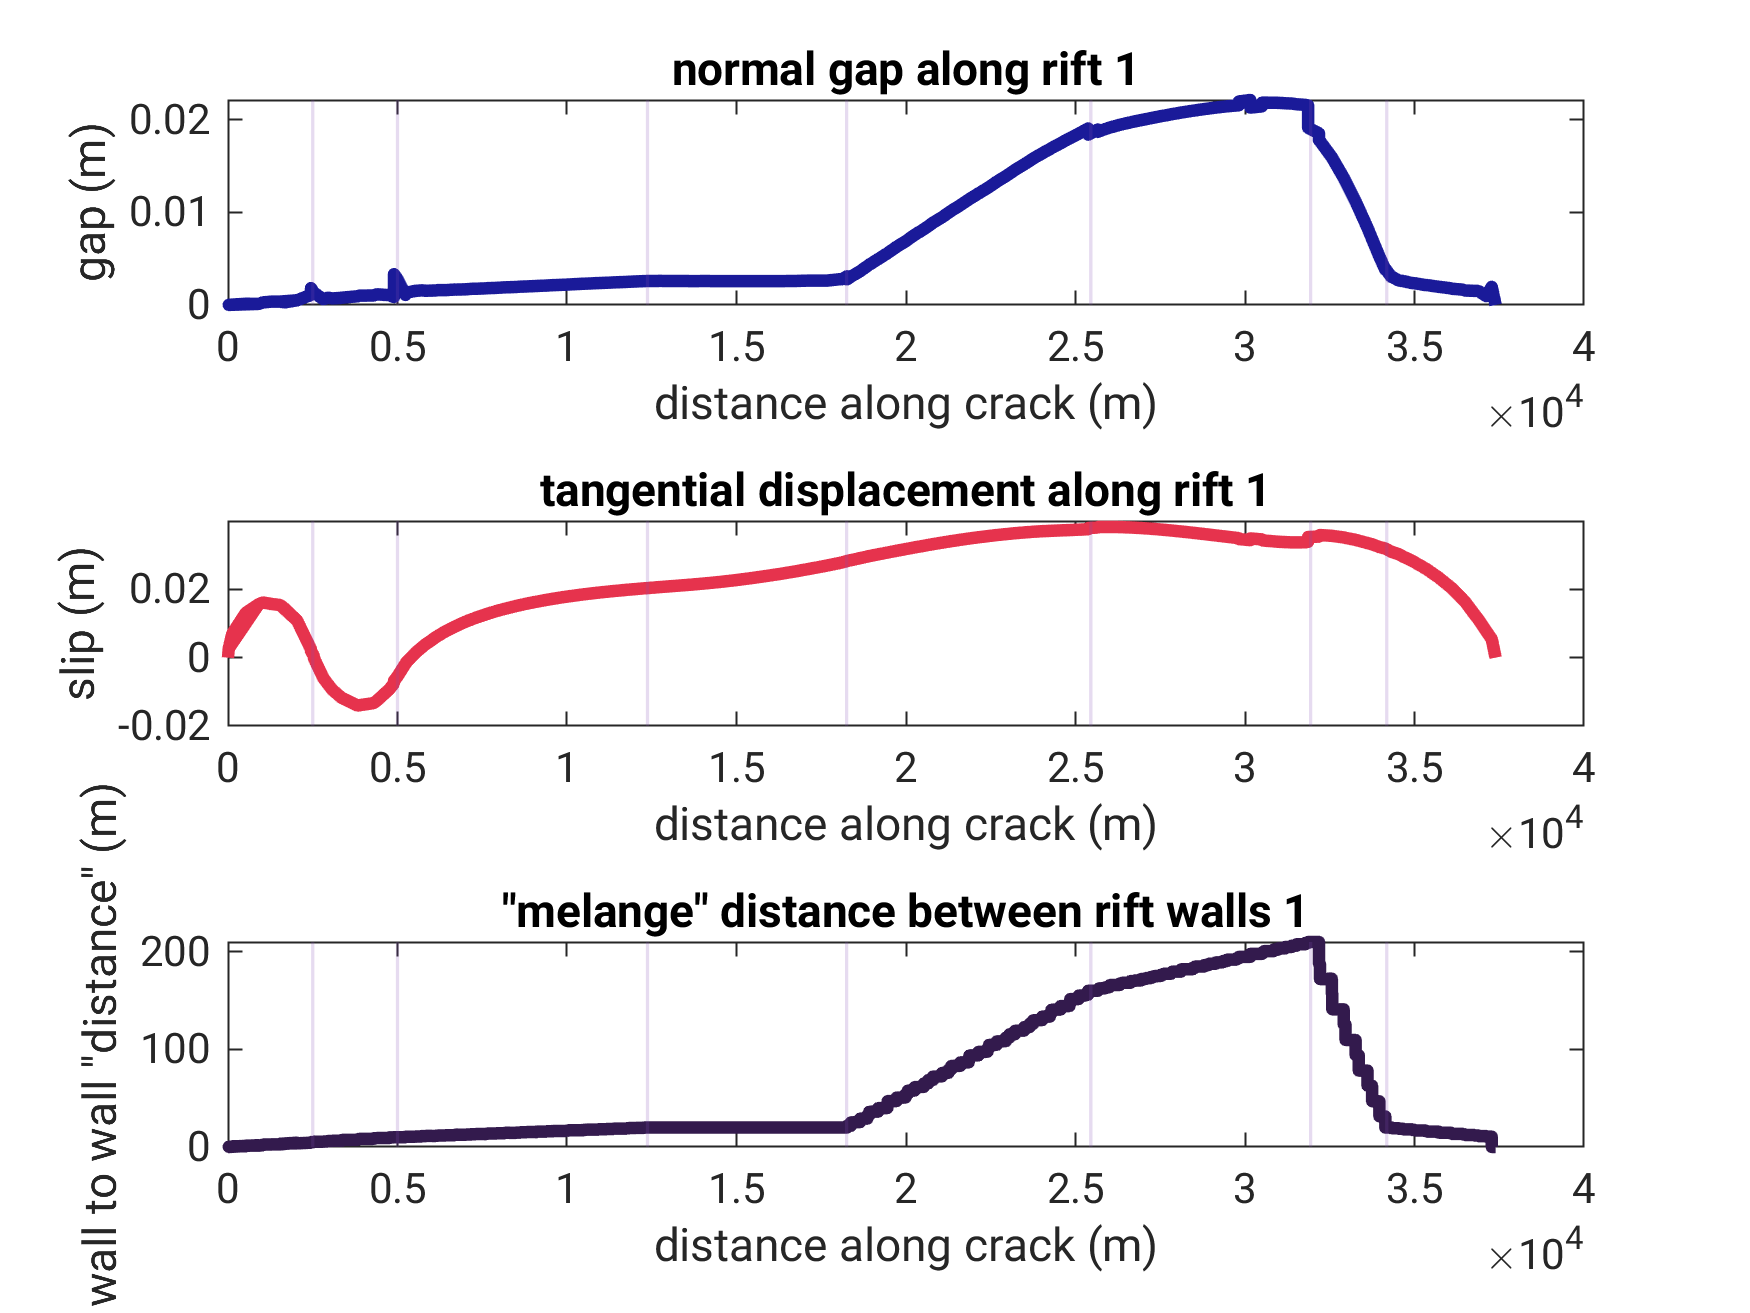 normal gap along rift 1
gap (m)
0.02
0.01
0
0 0.5 1 1.5 2 2.5 3 3.5 4
distance along crack (m)
×10^4
tangential displacement along rift 1
slip (m)
0.02
0
-0.02
0 0.5 1 1.5 2 2.5 3 3.5 4
distance along crack (m)
×10^4
"melange" distance between rift walls 1
wall to wall "distance" (m)
200
100
0
0 0.5 1 1.5 2 2.5 3 3.5 4
distance along crack (m)
×10^4